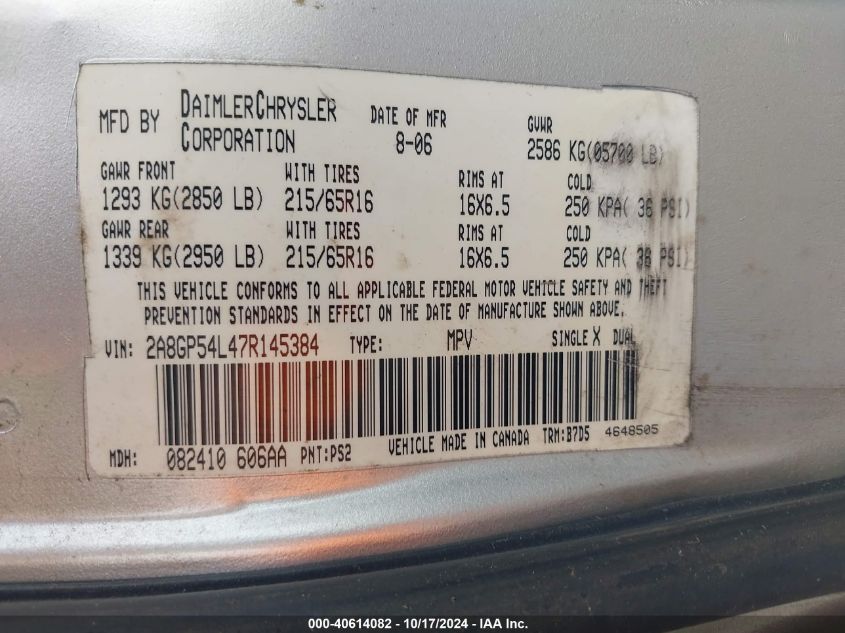 MFD BY DAIMLERCHRYSLER CORPORATION DATE OF MFR 8-06 GVWR 2586 KG(05700 LB)
GAWR FRONT WITH TIRES RIMS AT COLD
1293 KG(2850 LB) 215/65R16 16X6.5 250 KPA( 36 PSI)
GAWR REAR WITH TIRES RIMS AT COLD
1339 KG(2950 LB) 215/65R16 16X6.5 250 KPA( 36 PSI)
THIS VEHICLE CONFORMS TO ALL APPLICABLE FEDERAL MOTOR VEHICLE SAFETY AND THEFT
PREVENTION STANDARDS IN EFFECT ON THE DATE OF MANUFACTURE SHOWN ABOVE.
VIN: 2A8GP54L47R145384 TYPE: MPV SINGLE X DUAL
MDH: 082410 606AA PNT:PS2 VEHICLE MADE IN CANADA TRM:B7D5 4648505
000-40614082 - 10/17/2024 - IAA Inc.